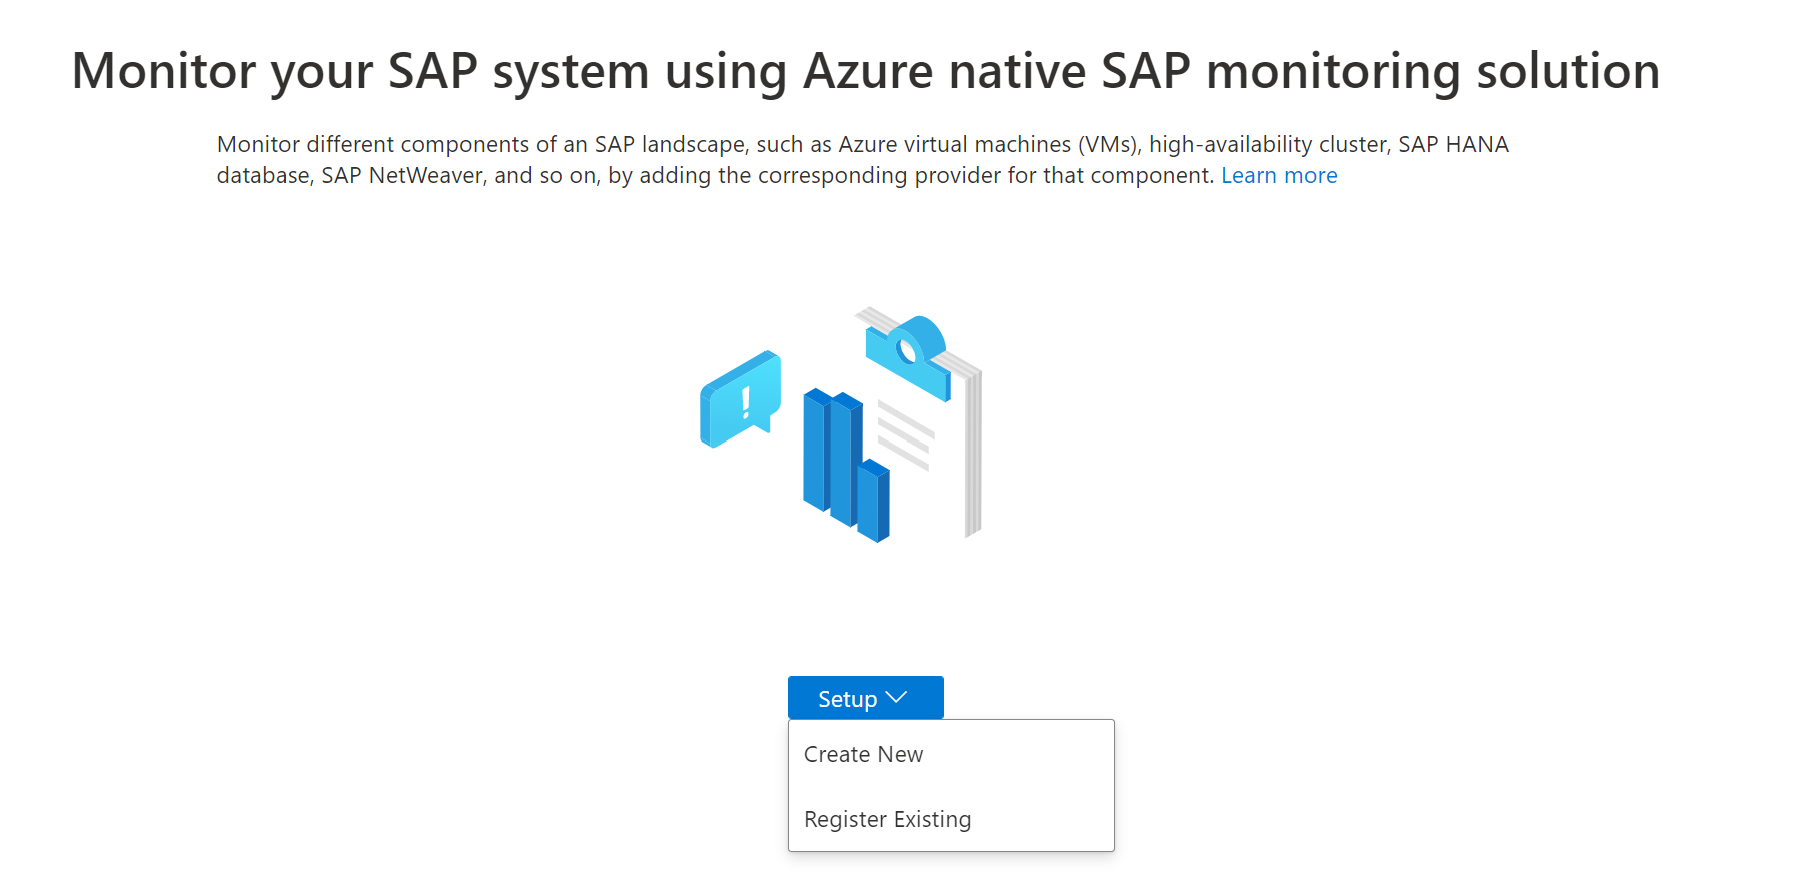 Monitor your SAP system using Azure native SAP monitoring solution
Monitor different components of an SAP landscape, such as Azure virtual machines (VMs), high-availability cluster, SAP HANA
database, SAP NetWeaver, and so on, by adding the corresponding provider for that component. Learn more
!
Setup
Create New
Register Existing